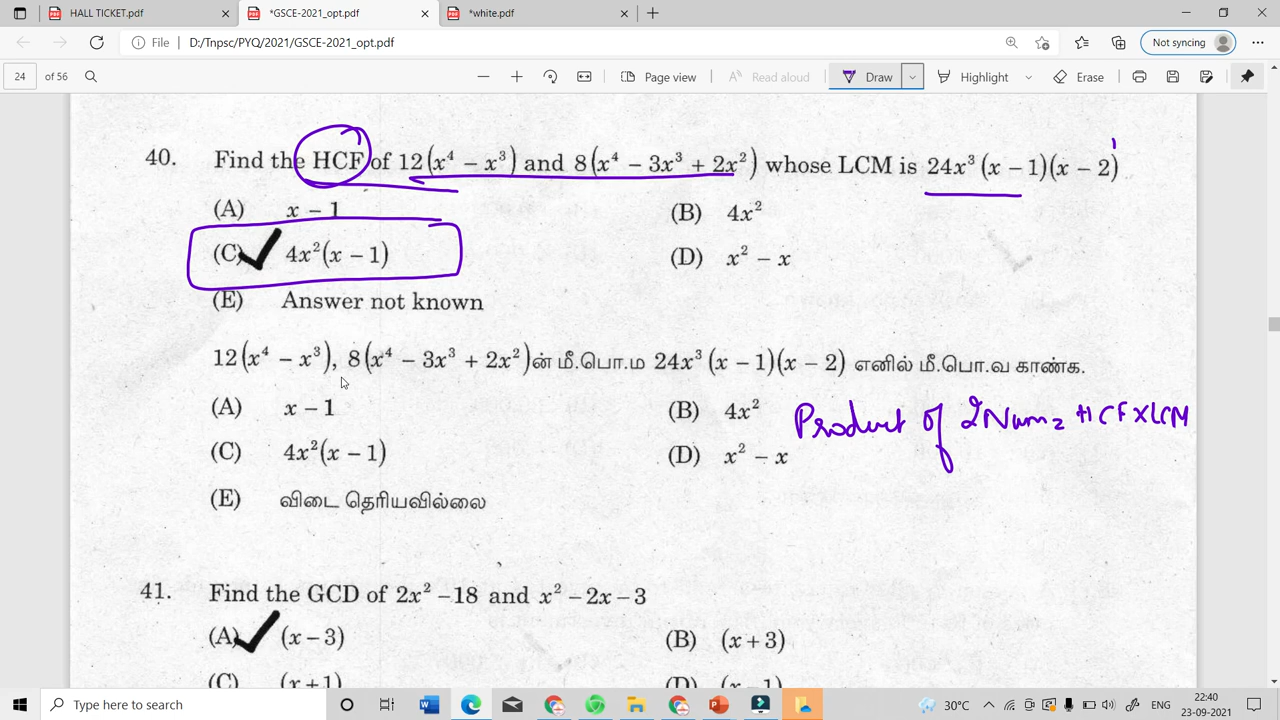 HALL TICKET.pdf
*GSCE-2021_opt.pdf
*white.pdf
File D:/Tnpsc/PYQ/2021/GSCE-2021_opt.pdf
Not syncing
24 of 56
Page view
Read aloud
Draw
Highlight
Erase
40. Find the HCF of 12(x⁴ − x³) and 8(x⁴ − 3x³ + 2x²) whose LCM is 24x³(x − 1)(x − 2)
(A) x − 1 (B) 4x²
(C) 4x²(x − 1) (D) x² − x
(E) Answer not known
12(x⁴ − x³), 8(x⁴ − 3x³ + 2x²)ன் மீ.பொ.ம 24x³(x − 1)(x − 2) எனில் மீ.பொ.வ காண்க.
(A) x − 1 (B) 4x²
Product of 2 Num = HCF X LCM
(C) 4x²(x − 1) (D) x² − x
(E) விடை தெரியவில்லை
41. Find the GCD of 2x² − 18 and x² − 2x − 3
(A) (x − 3) (B) (x + 3)
(C) (x + 1) (D) (x − 1)
Type here to search
30°C
22:40
23-09-2021